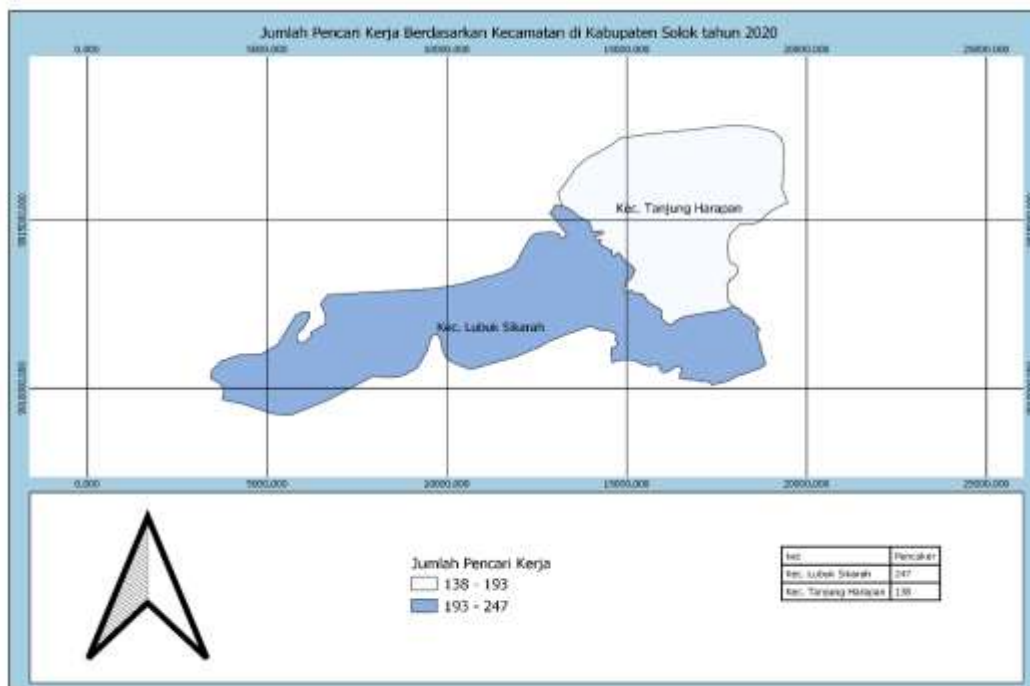 Jumlah Pencari Kerja Berdasarkan Kecamatan di Kabupaten Solok tahun 2020
0.000 5000.000 10000.000 15000.000 20000.000 25000.000
Kec. Tanjung Harapan
Kec. Lubuk Sikarah
0.000 5000.000 10000.000 15000.000 20000.000 25000.000
Jumlah Pencari Kerja
138 - 193
193 - 247
kec Pencaker
Kec. Lubuk Sikarah 247
Kec. Tanjung Harapan 138